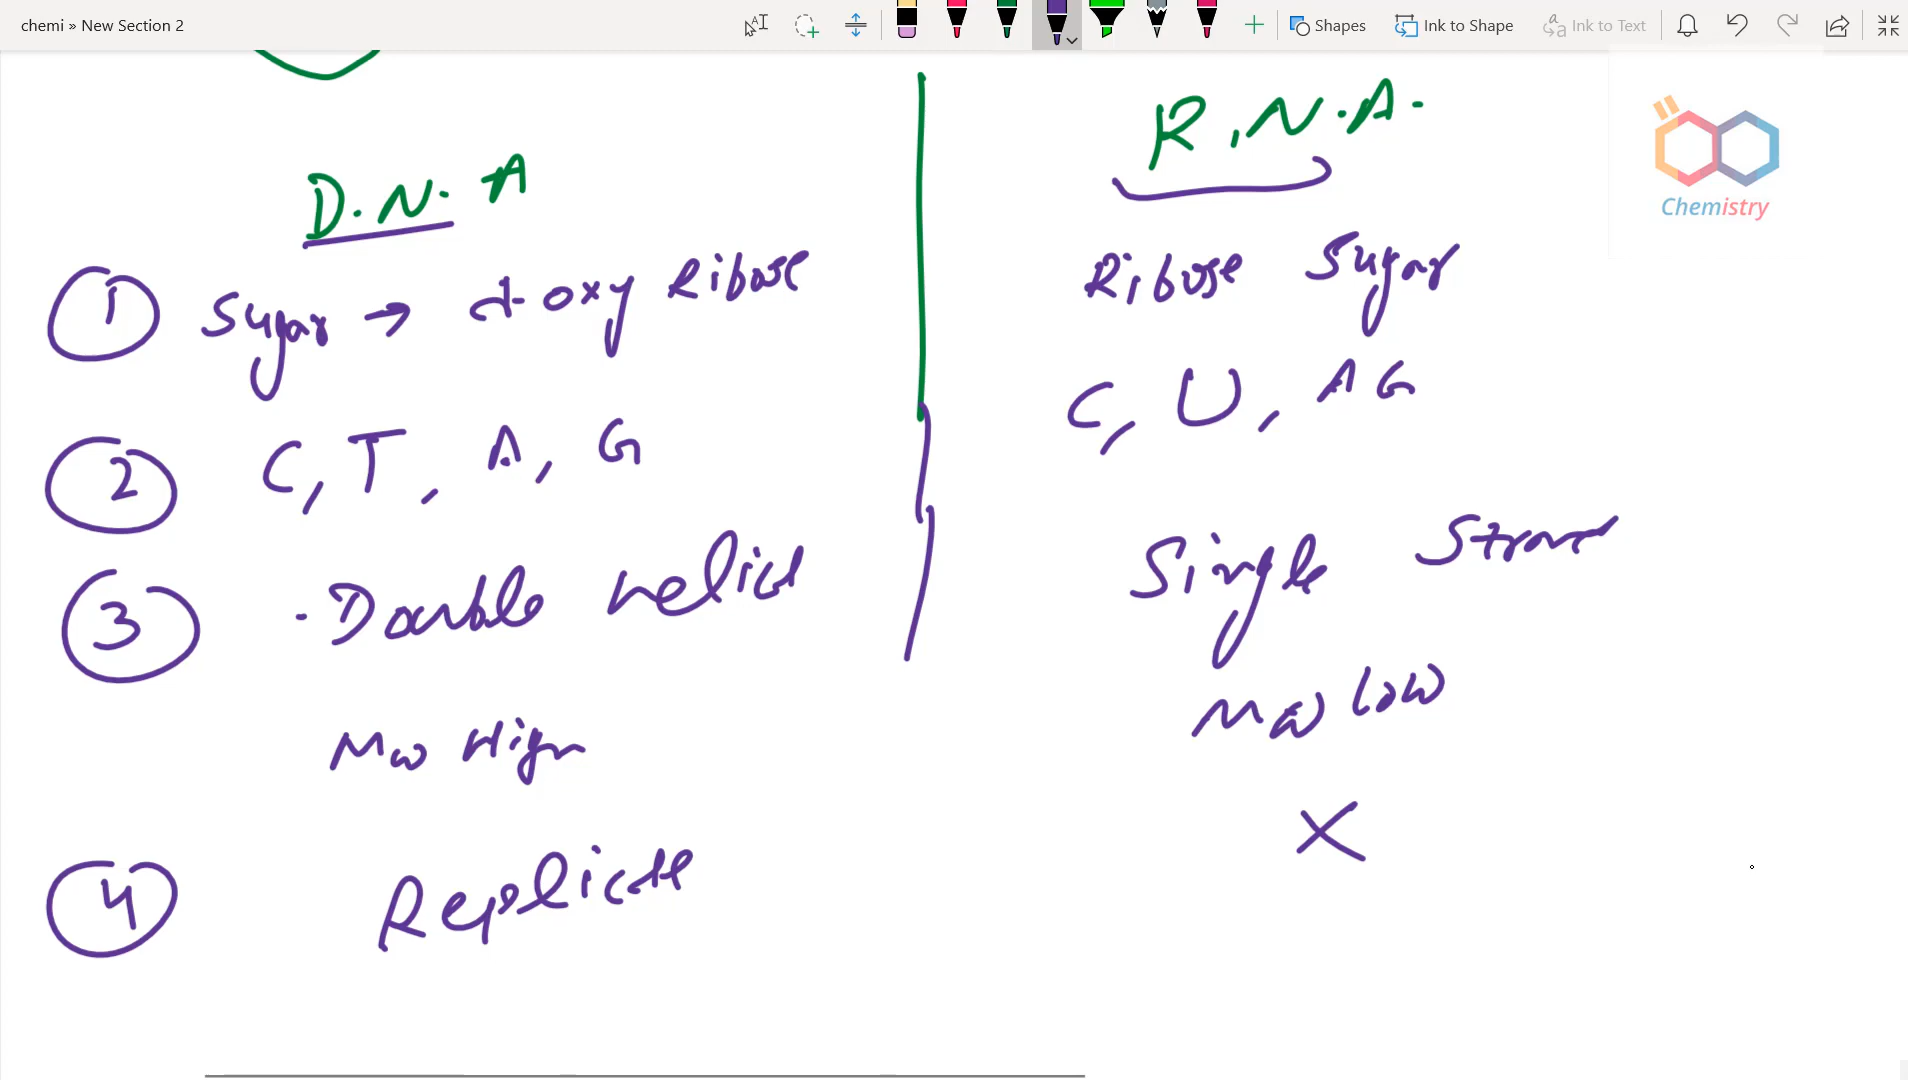 chemi » New Section 2
Shapes
Ink to Shape
Ink to Text
Chemistry
D.N.A
R.N.A.
① Sugar → d-oxy Ribose
Ribose Sugar
② C, T, A, G
C, U, A G
③ Double helical
Single Strand
Mw High
Mw low
④ Replicate
X